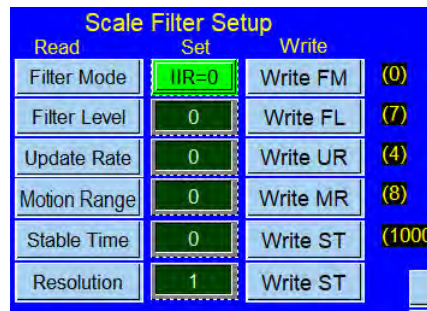 Scale Filter Setup
Read Set Write
Filter Mode IIR=0 Write FM (0)
Filter Level 0 Write FL (7)
Update Rate 0 Write UR (4)
Motion Range 0 Write MR (8)
Stable Time 0 Write ST (1000
Resolution 1 Write ST